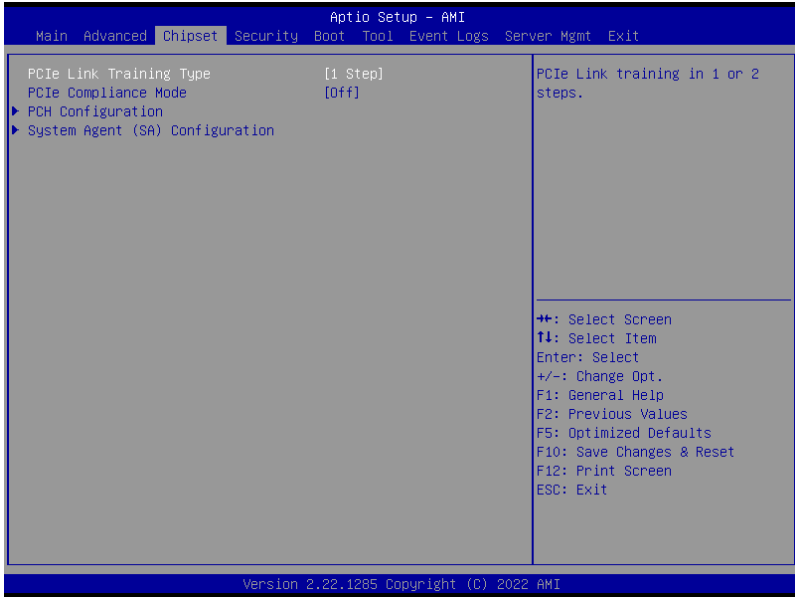 Aptio Setup – AMI
Main Advanced Chipset Security Boot Tool Event Logs Server Mgmt Exit
PCIe Link Training Type [1 Step]
PCIe Compliance Mode [Off]
PCH Configuration
System Agent (SA) Configuration
PCIe Link training in 1 or 2
steps.
→←: Select Screen
↑↓: Select Item
Enter: Select
+/-: Change Opt.
F1: General Help
F2: Previous Values
F5: Optimized Defaults
F10: Save Changes & Reset
F12: Print Screen
ESC: Exit
Version 2.22.1285 Copyright (C) 2022 AMI